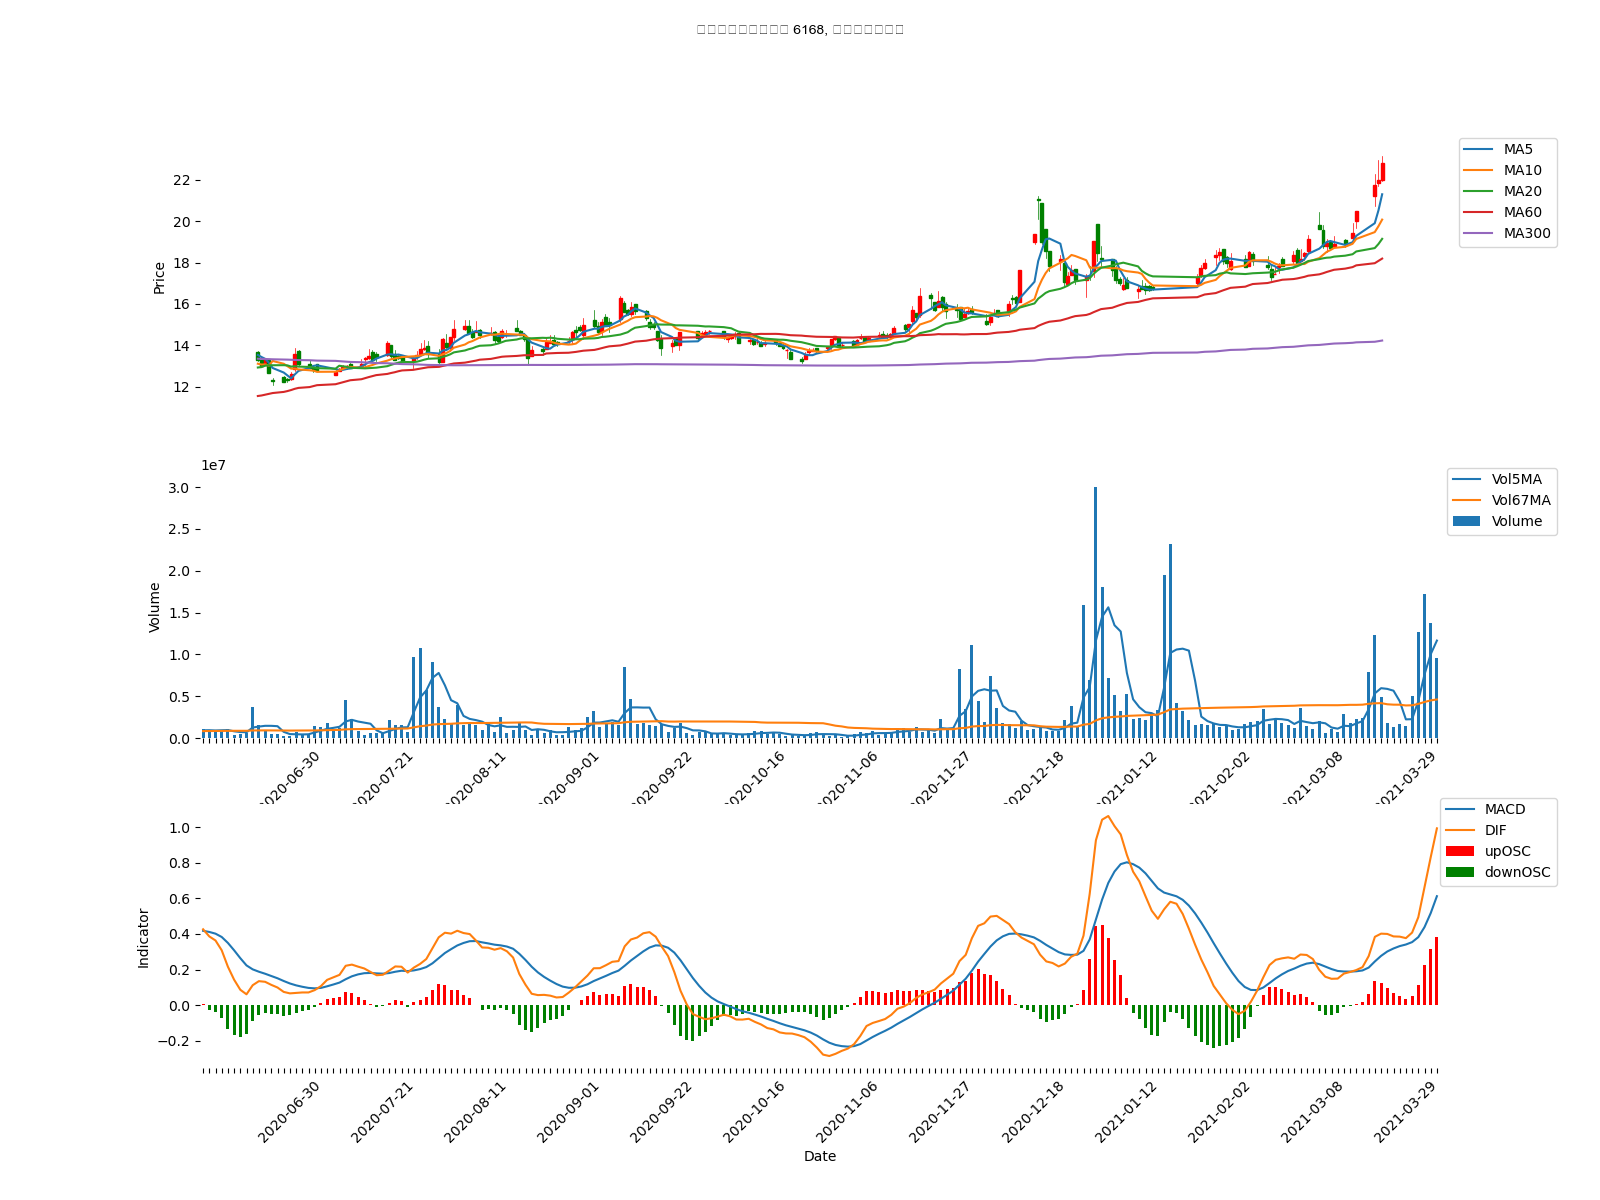 6168,
MA5
MA10
MA20
MA60
MA300
Price
22
20
18
16
14
12
1e7
Vol5MA
Vol67MA
Volume
Volume
3.0
2.5
2.0
1.5
1.0
0.5
0.0
2020-06-30 2020-07-21 2020-08-11 2020-09-01 2020-09-22 2020-10-16 2020-11-06 2020-11-27 2020-12-18 2021-01-12 2021-02-02 2021-03-08 2021-03-29
MACD
DIF
upOSC
downOSC
Indicator
1.0
0.8
0.6
0.4
0.2
0.0
−0.2
2020-06-30 2020-07-21 2020-08-11 2020-09-01 2020-09-22 2020-10-16 2020-11-06 2020-11-27 2020-12-18 2021-01-12 2021-02-02 2021-03-08 2021-03-29
Date